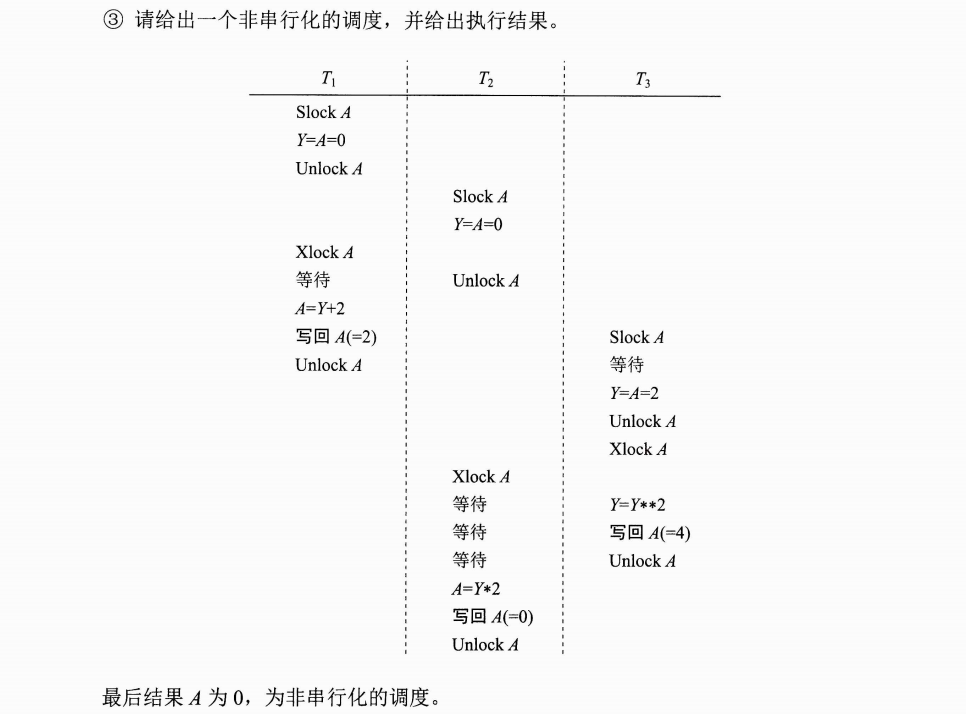 ③ 请给出一个非串行化的调度，并给出执行结果。
T₁ T₂ T₃
Slock A
Y=A=0
Unlock A
Slock A
Y=A=0
Xlock A
等待 Unlock A
A=Y+2
写回 A(=2) Slock A
Unlock A 等待
Y=A=2
Unlock A
Xlock A
Xlock A
等待 Y=Y**2
等待 写回 A(=4)
等待 Unlock A
A=Y*2
写回 A(=0)
Unlock A
最后结果 A 为 0，为非串行化的调度。